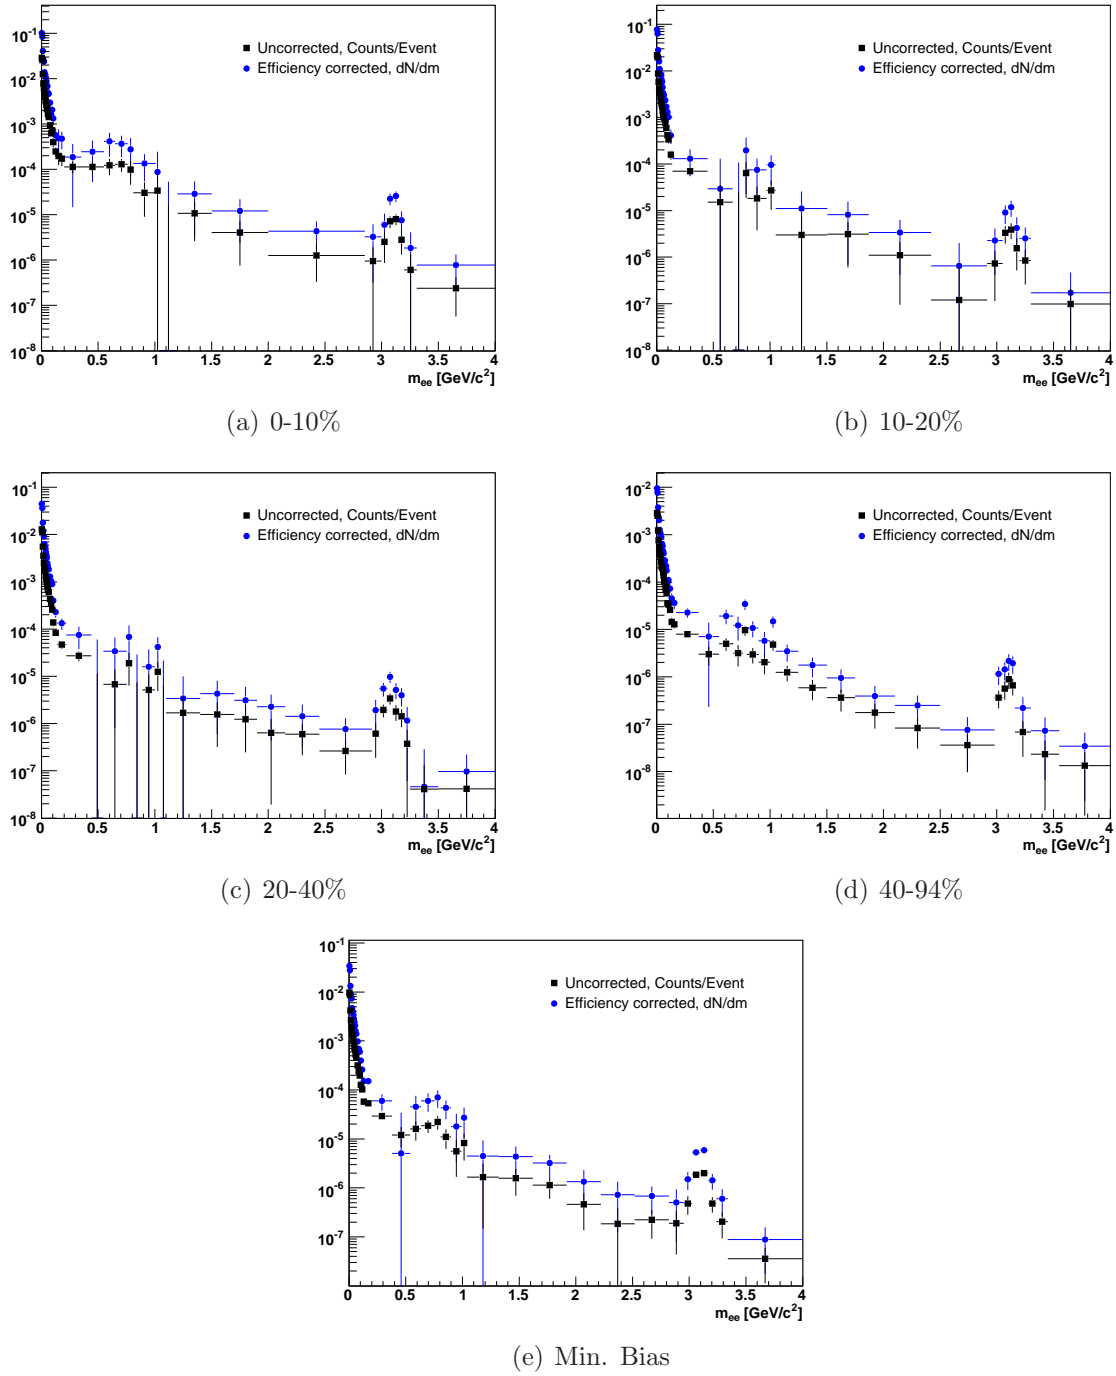 10⁻¹
10⁻²
10⁻³
10⁻⁴
10⁻⁵
10⁻⁶
10⁻⁷
10⁻⁸
Uncorrected, Counts/Event
Efficiency corrected, dN/dm
0 0.5 1 1.5 2 2.5 3 3.5 4
m_ee [GeV/c²]
(a) 0-10%
10⁻¹
10⁻²
10⁻³
10⁻⁴
10⁻⁵
10⁻⁶
10⁻⁷
10⁻⁸
Uncorrected, Counts/Event
Efficiency corrected, dN/dm
0 0.5 1 1.5 2 2.5 3 3.5 4
m_ee [GeV/c²]
(b) 10-20%
10⁻¹
10⁻²
10⁻³
10⁻⁴
10⁻⁵
10⁻⁶
10⁻⁷
10⁻⁸
Uncorrected, Counts/Event
Efficiency corrected, dN/dm
0 0.5 1 1.5 2 2.5 3 3.5 4
m_ee [GeV/c²]
(c) 20-40%
10⁻²
10⁻³
10⁻⁴
10⁻⁵
10⁻⁶
10⁻⁷
10⁻⁸
Uncorrected, Counts/Event
Efficiency corrected, dN/dm
0 0.5 1 1.5 2 2.5 3 3.5 4
m_ee [GeV/c²]
(d) 40-94%
10⁻¹
10⁻²
10⁻³
10⁻⁴
10⁻⁵
10⁻⁶
10⁻⁷
Uncorrected, Counts/Event
Efficiency corrected, dN/dm
0 0.5 1 1.5 2 2.5 3 3.5 4
m_ee [GeV/c²]
(e) Min. Bias